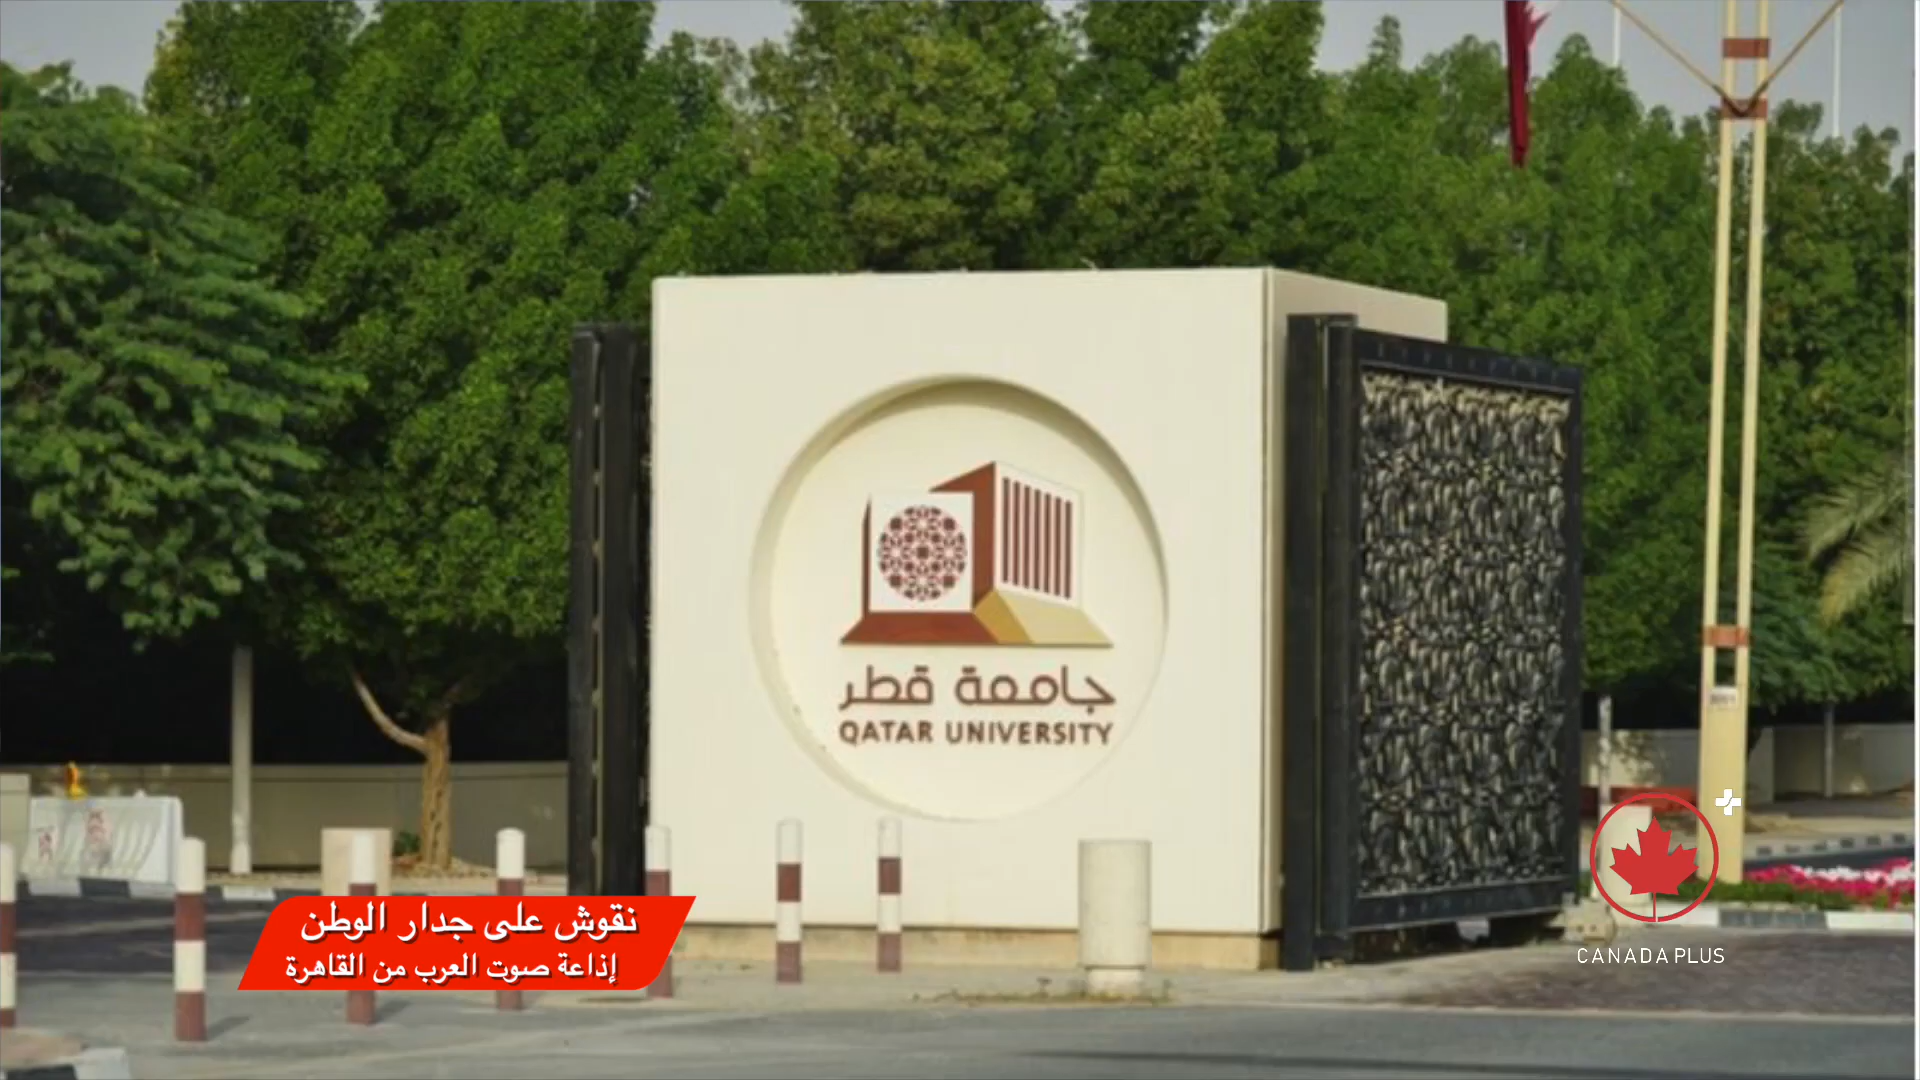 جامعة قطر
QATAR UNIVERSITY
نقوش على جدار الوطن
إذاعة صوت العرب من القاهرة
CANADA PLUS